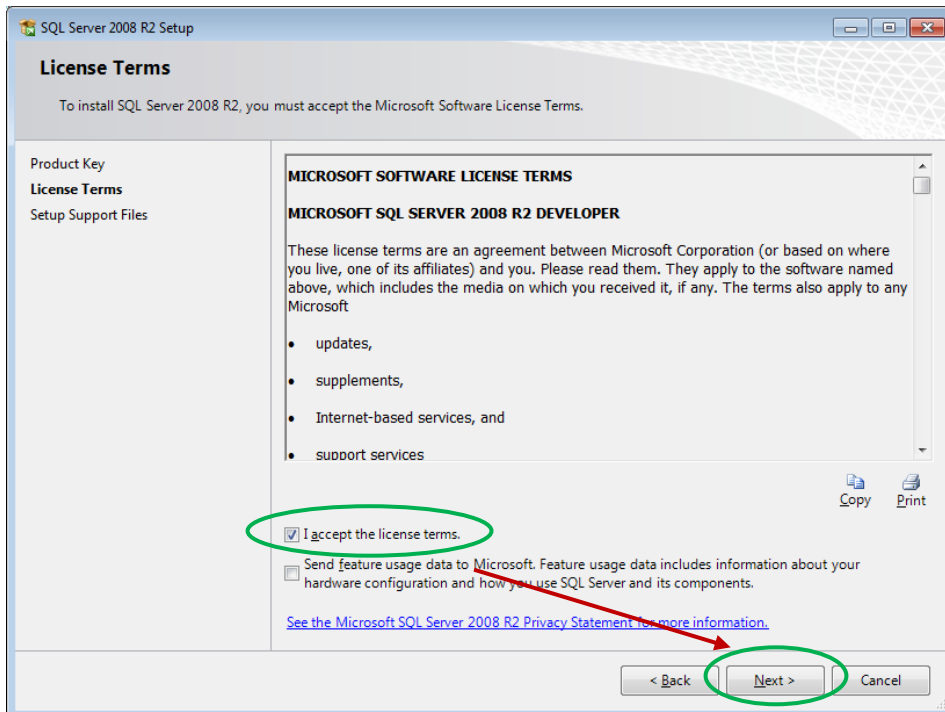 SQL Server 2008 R2 Setup
License Terms
To install SQL Server 2008 R2, you must accept the Microsoft Software License Terms.
Product Key
License Terms
Setup Support Files
MICROSOFT SOFTWARE LICENSE TERMS
MICROSOFT SQL SERVER 2008 R2 DEVELOPER
These license terms are an agreement between Microsoft Corporation (or based on where
you live, one of its affiliates) and you. Please read them. They apply to the software named
above, which includes the media on which you received it, if any. The terms also apply to any
Microsoft
• updates,
• supplements,
• Internet-based services, and
• support services
Copy Print
I accept the license terms.
Send feature usage data to Microsoft. Feature usage data includes information about your
hardware configuration and how you use SQL Server and its components.
See the Microsoft SQL Server 2008 R2 Privacy Statement for more information.
< Back Next > Cancel